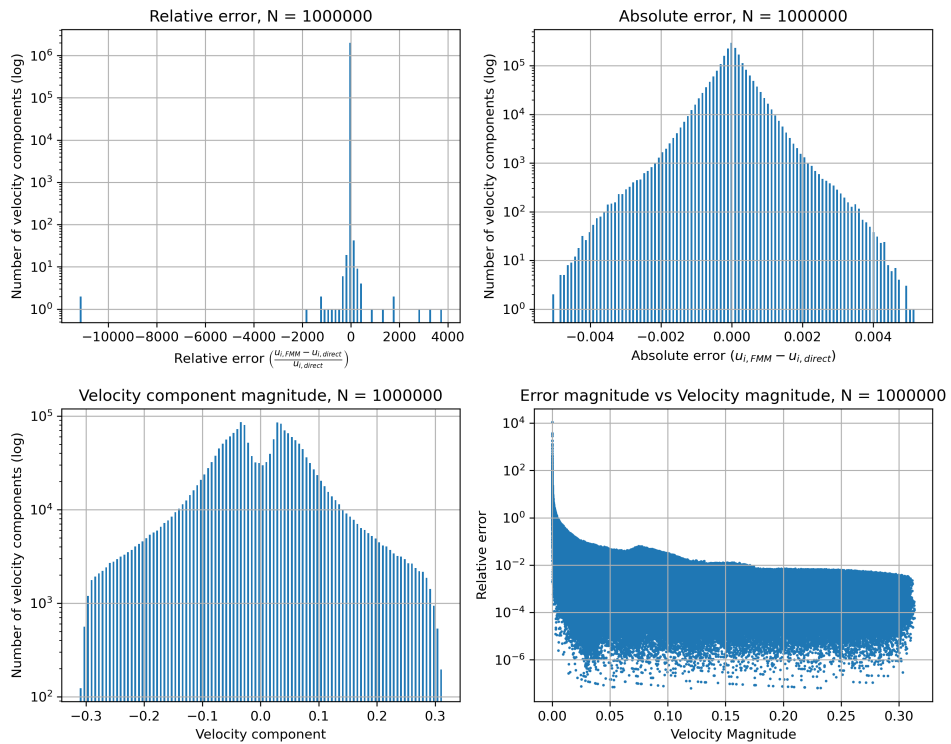 Relative error, N = 1000000
Number of velocity components (log)
10⁶
10⁵
10⁴
10³
10²
10¹
10⁰
−10000 −8000 −6000 −4000 −2000 0 2000 4000
Relative error (u_{i,FMM} − u_{i,direct} / u_{i,direct})
Absolute error, N = 1000000
Number of velocity components (log)
10⁵
10⁴
10³
10²
10¹
10⁰
−0.004 −0.002 0.000 0.002 0.004
Absolute error (u_{i,FMM} − u_{i,direct})
Velocity component magnitude, N = 1000000
Number of velocity components (log)
10⁵
10⁴
10³
10²
−0.3 −0.2 −0.1 0.0 0.1 0.2 0.3
Velocity component
Error magnitude vs Velocity magnitude, N = 1000000
Relative error
10⁴
10²
10⁰
10⁻²
10⁻⁴
10⁻⁶
0.00 0.05 0.10 0.15 0.20 0.25 0.30
Velocity Magnitude